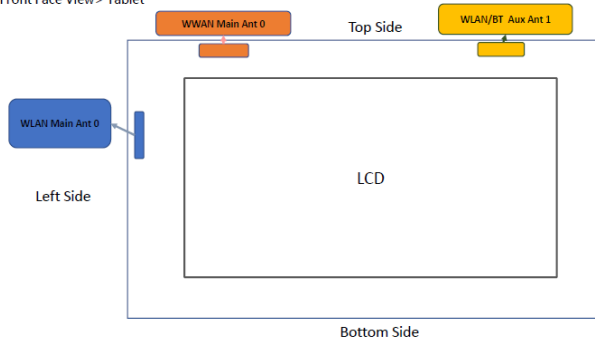 Front Face View> Tablet
WWAN Main Ant 0
Top Side
WLAN/BT Aux Ant 1
WLAN Main Ant 0
LCD
Left Side
Bottom Side